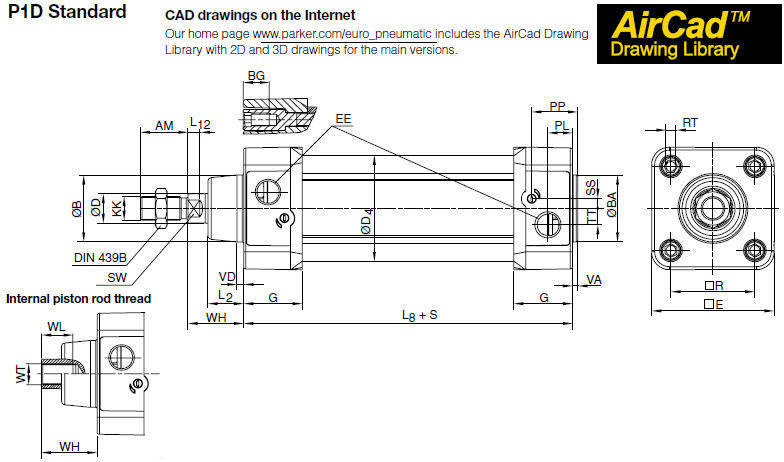 P1D Standard
CAD drawings on the Internet
Our home page www.parker.com/euro_pneumatic includes the AirCad Drawing
Library with 2D and 3D drawings for the main versions.
AirCad™
Drawing Library
BG
AM
L12
EE
PP
PL
RT
ØB
ØD
KK
ØD4
SS
TT
ØBA
DIN 439B
SW
VD
L2
G
G
VA
WH
L8 + S
□R
□E
Internal piston rod thread
WL
WT
WH